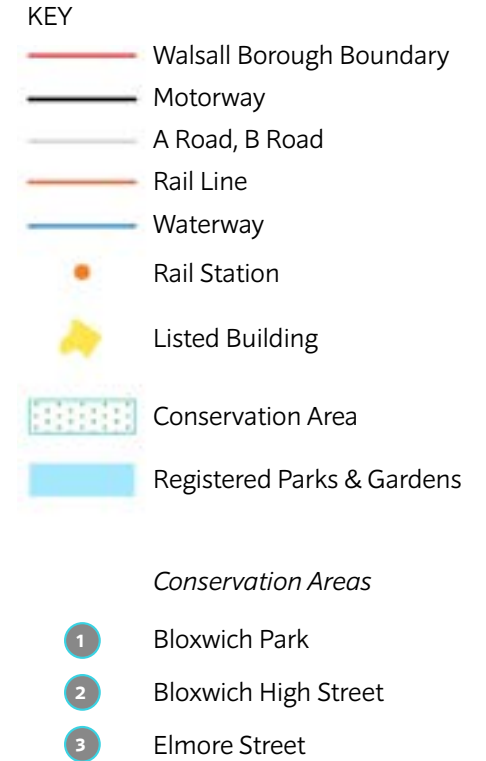 KEY
Walsall Borough Boundary
Motorway
A Road, B Road
Rail Line
Waterway
Rail Station
Listed Building
Conservation Area
Registered Parks & Gardens
Conservation Areas
1 Bloxwich Park
2 Bloxwich High Street
3 Elmore Street